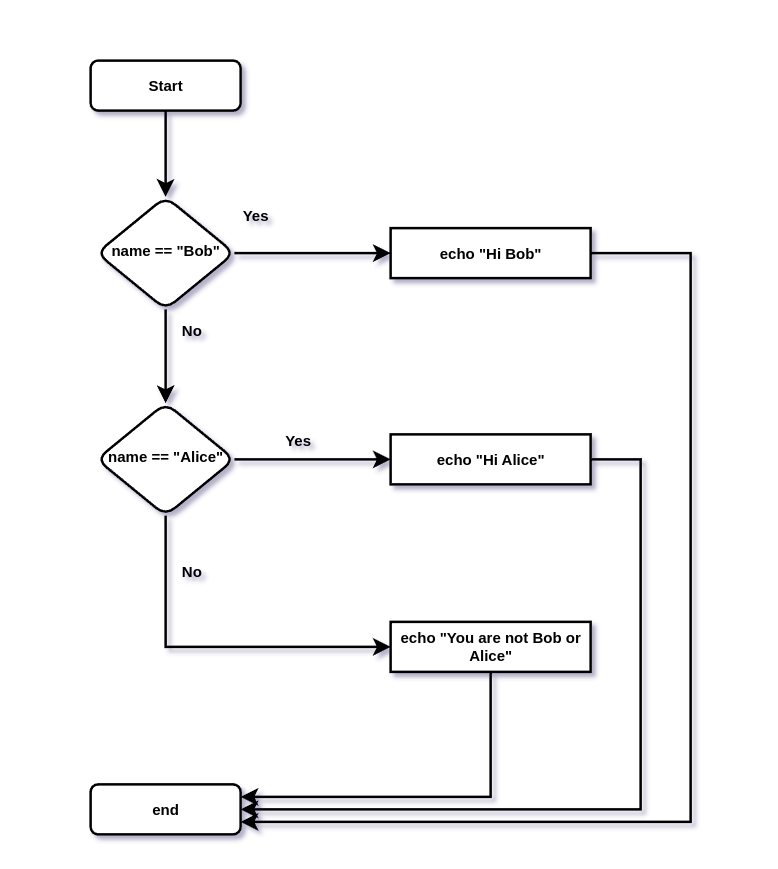 Start
Yes
name == "Bob"
echo "Hi Bob"
No
Yes
name == "Alice"
echo "Hi Alice"
No
echo "You are not Bob or
Alice"
end